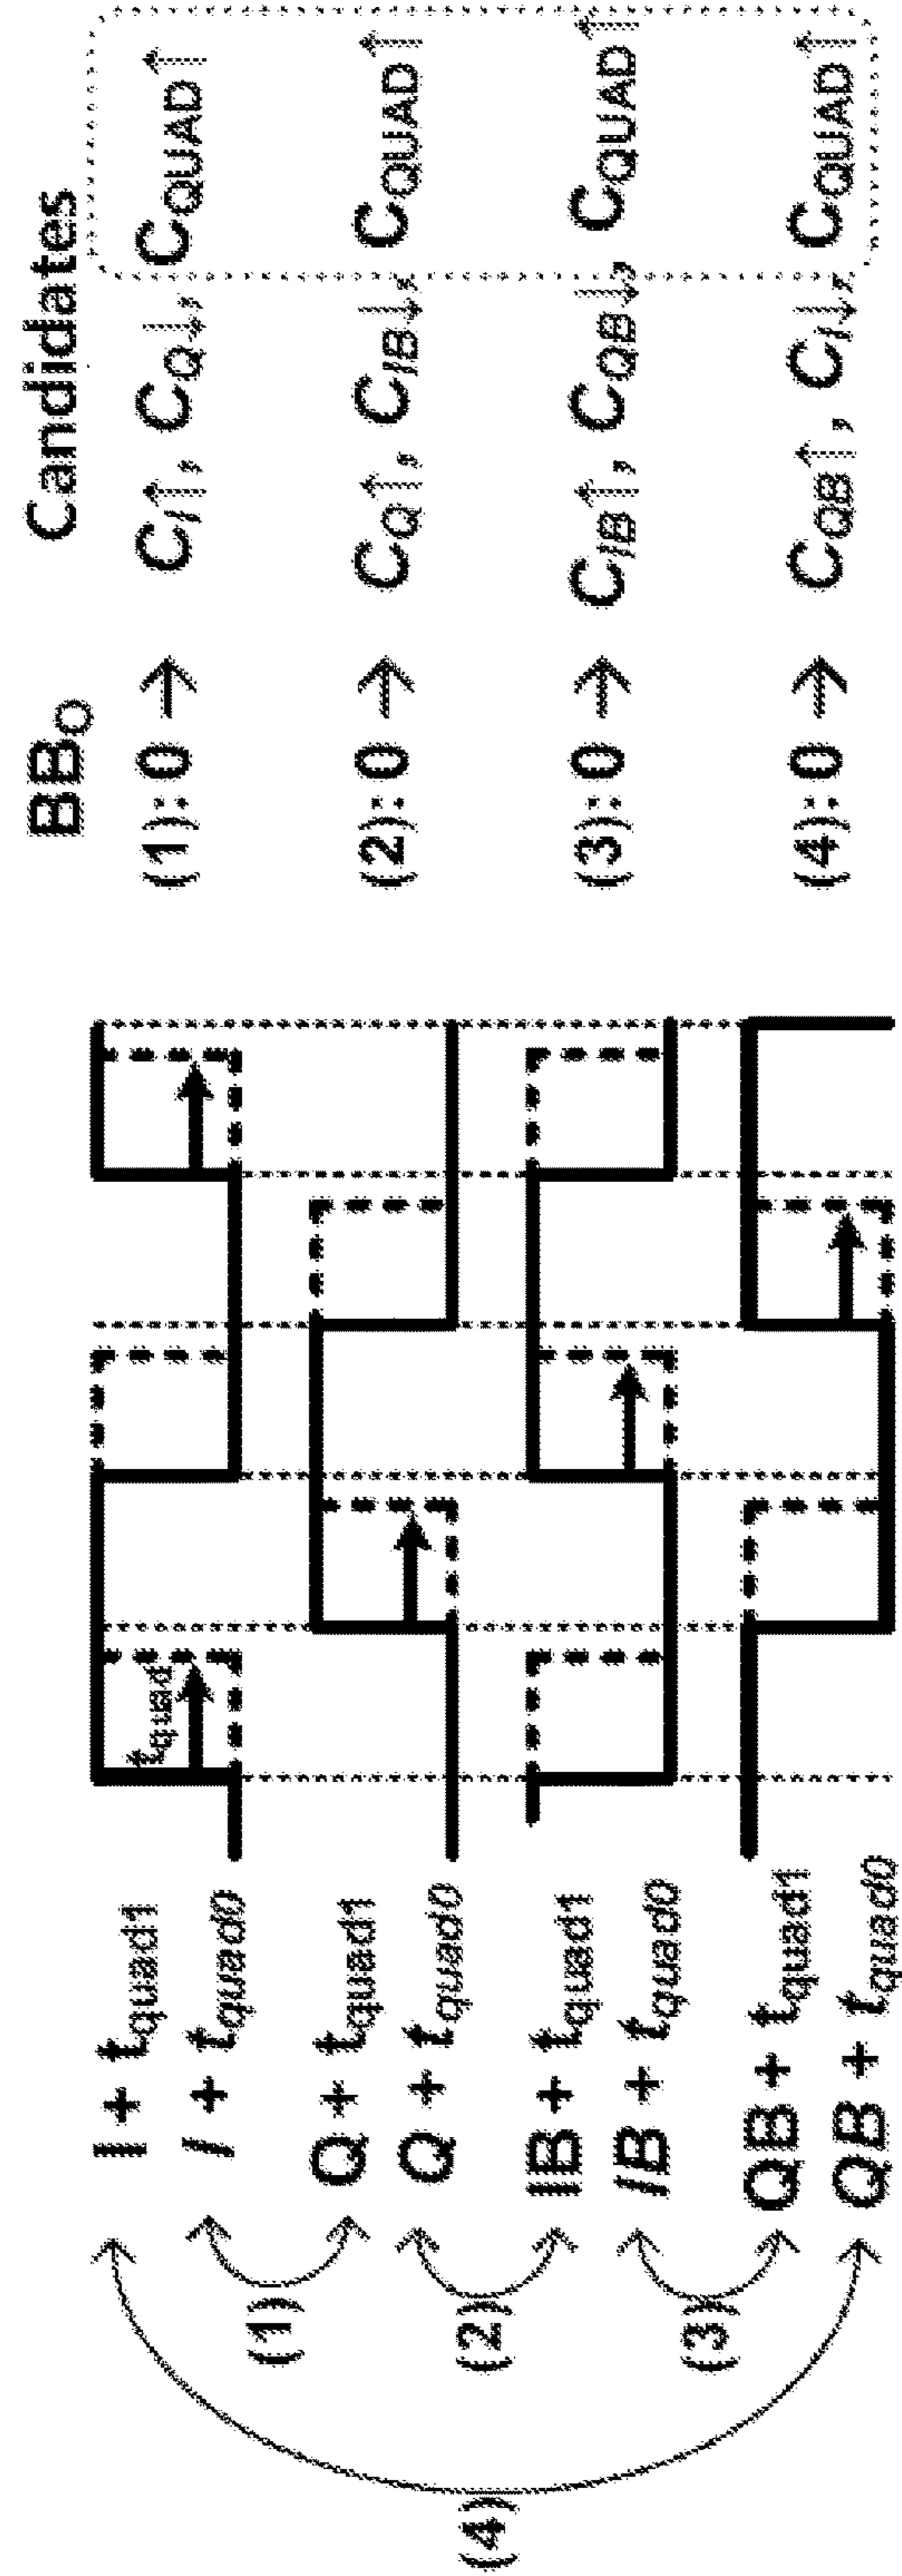 BB_O Candidates
I + t_quad1
t_quad
I + t_quad0
(1)
(1): 0 → C_I↑, C_Q↓, C_QUAD↑
Q + t_quad1
Q + t_quad0
(2)
(2): 0 → C_Q↑, C_IB↓, C_QUAD↑
IB + t_quad1
IB + t_quad0
(3)
(3): 0 → C_IB↑, C_QB↓, C_QUAD↑
QB + t_quad1
QB + t_quad0
(4)
(4): 0 → C_QB↑, C_I↓, C_QUAD↑